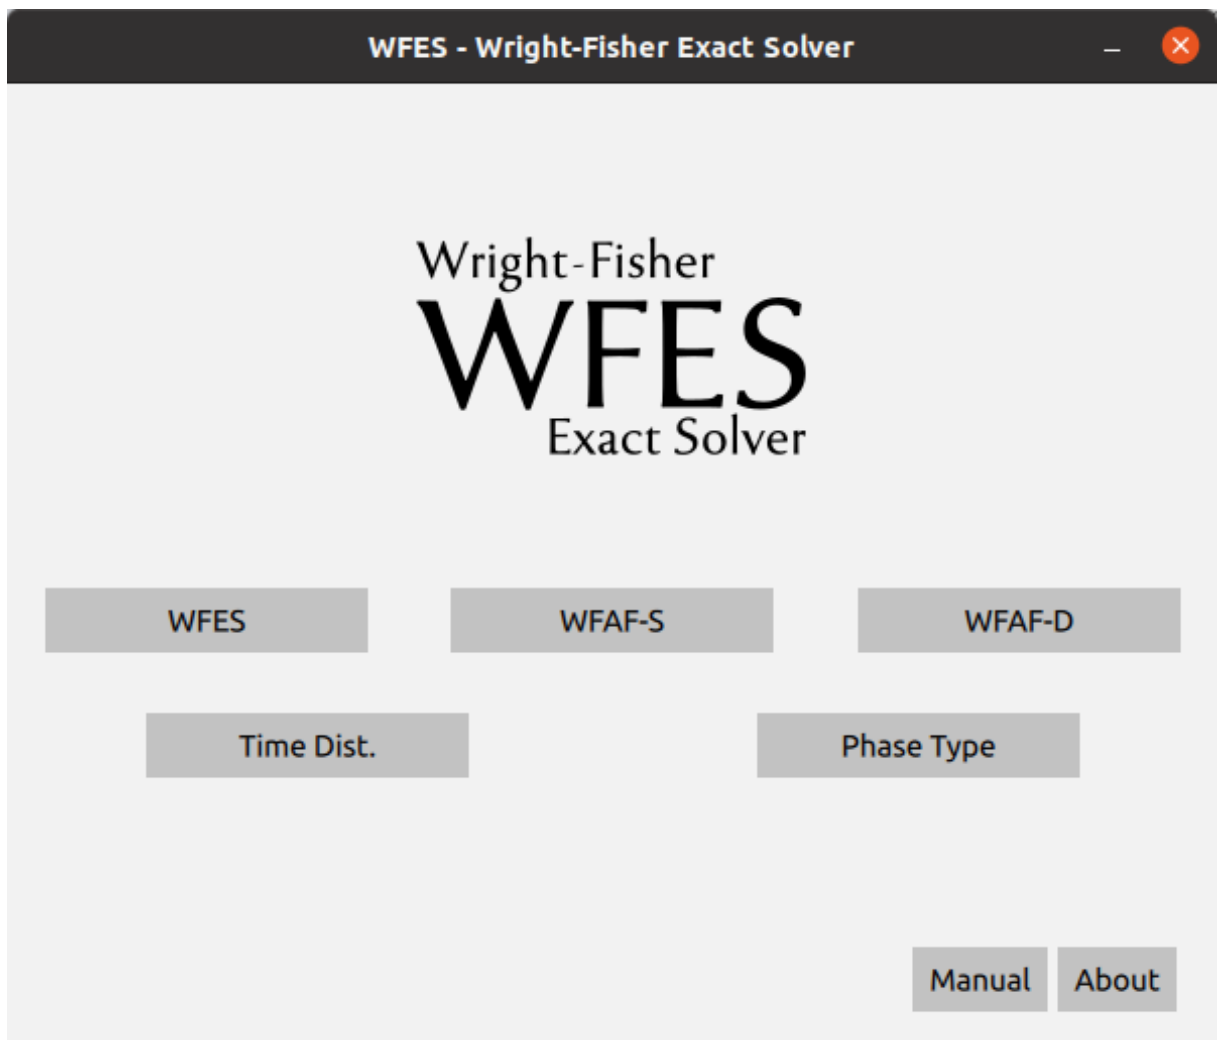 WFES - Wright-Fisher Exact Solver
Wright-Fisher
WFES
Exact Solver
WFES WFAF-S WFAF-D
Time Dist. Phase Type
Manual About